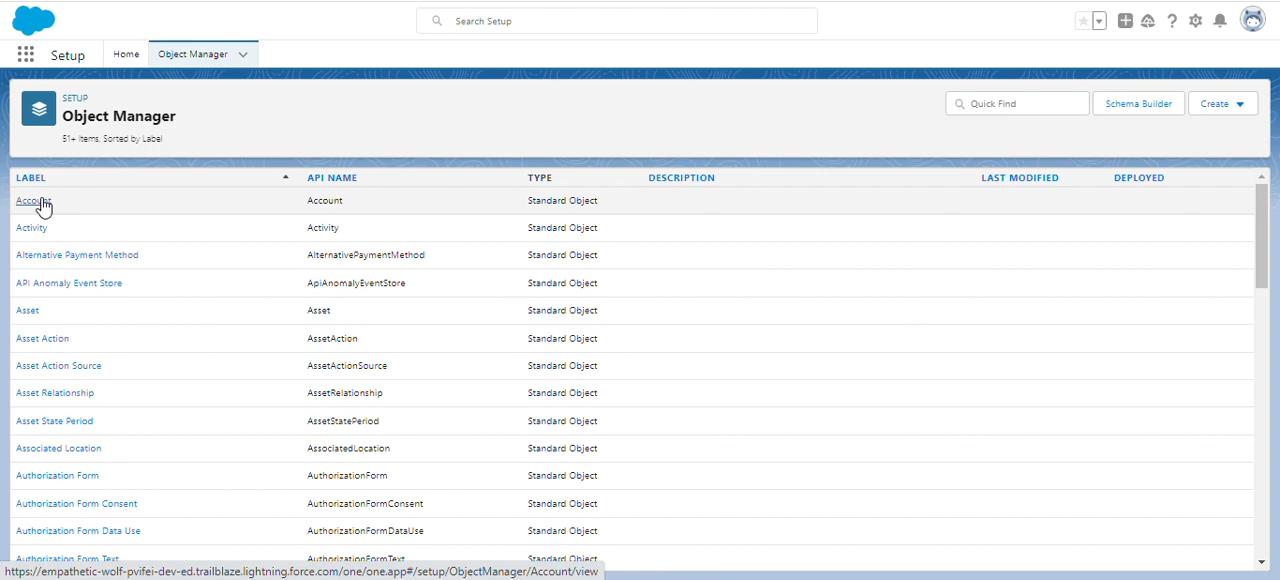 Search Setup
Setup
Home
Object Manager
SETUP
Object Manager
51+ Items, Sorted by Label
Quick Find
Schema Builder
Create
LABEL API NAME TYPE DESCRIPTION LAST MODIFIED DEPLOYED
Account Account Standard Object
Activity Activity Standard Object
Alternative Payment Method AlternativePaymentMethod Standard Object
API Anomaly Event Store ApiAnomalyEventStore Standard Object
Asset Asset Standard Object
Asset Action AssetAction Standard Object
Asset Action Source AssetActionSource Standard Object
Asset Relationship AssetRelationship Standard Object
Asset State Period AssetStatePeriod Standard Object
Associated Location AssociatedLocation Standard Object
Authorization Form AuthorizationForm Standard Object
Authorization Form Consent AuthorizationFormConsent Standard Object
Authorization Form Data Use AuthorizationFormDataUse Standard Object
Authorization Form Text AuthorizationFormText Standard Object
https://empathetic-wolf-pvifei-dev-ed.trailblaze.lightning.force.com/one/one.app#/setup/ObjectManager/Account/view